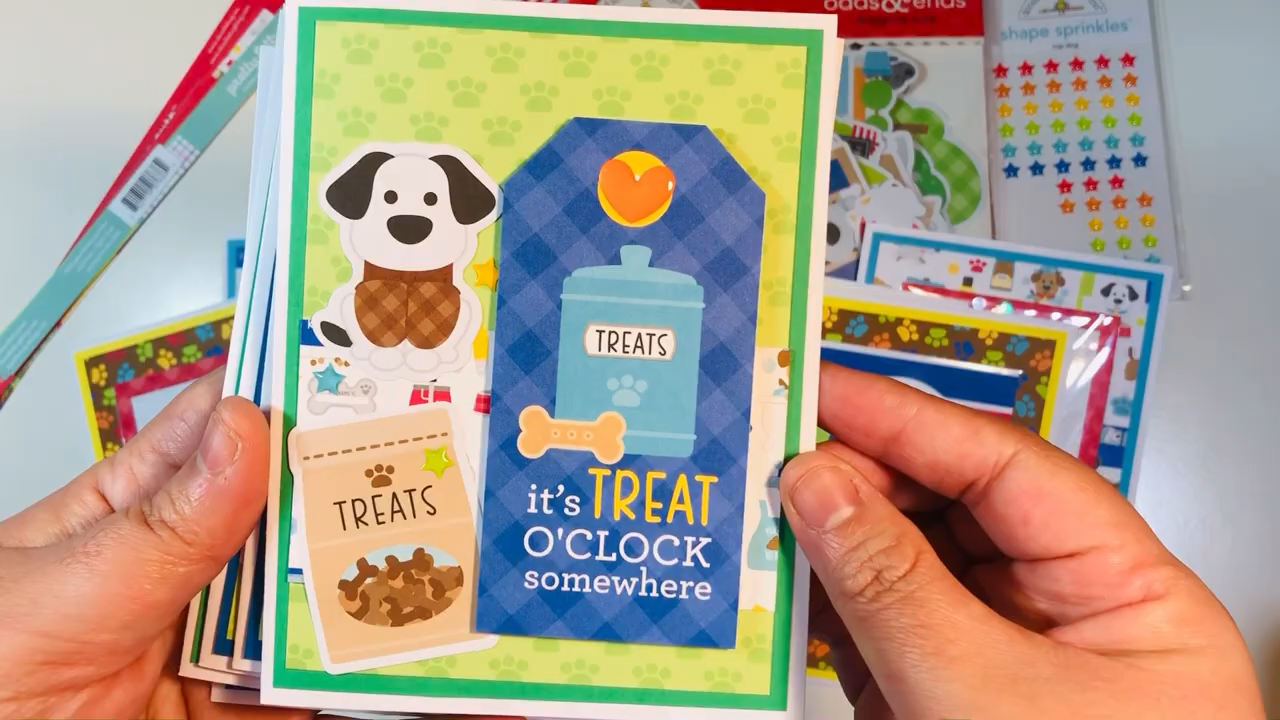 odds & ends
shape sprinkles
TREATS
it's TREAT
O'CLOCK
somewhere
TREATS